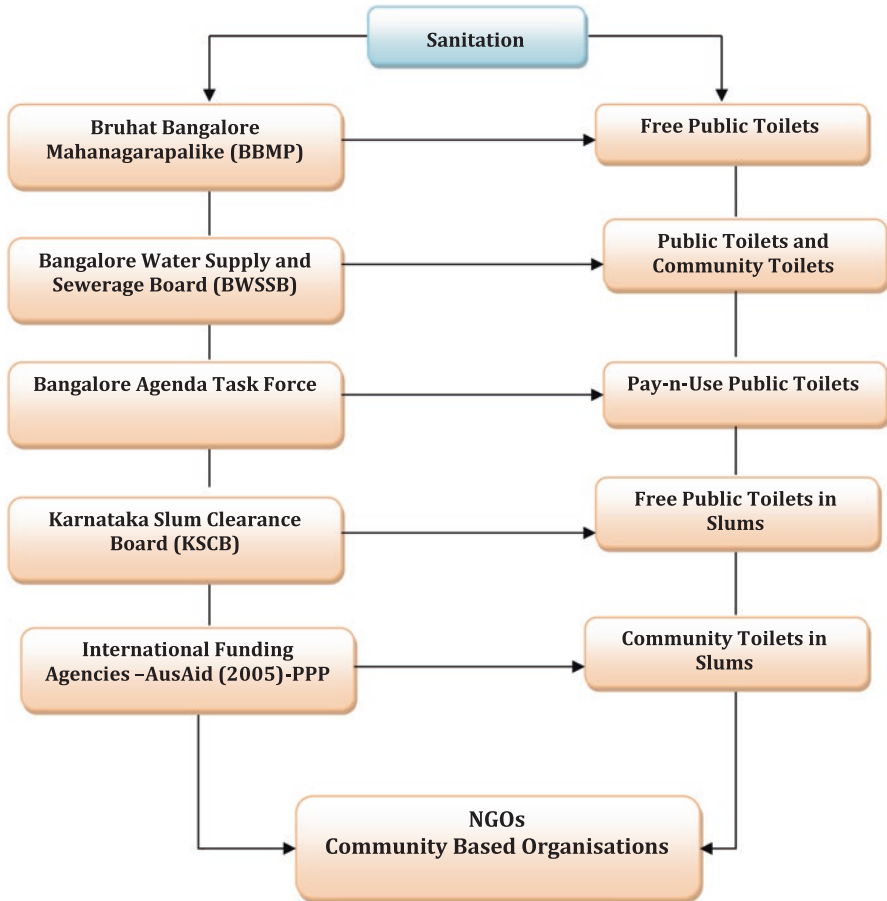 Sanitation
Bruhat Bangalore
Mahanagarapalike (BBMP)
Free Public Toilets
Bangalore Water Supply and
Sewerage Board (BWSSB)
Public Toilets and
Community Toilets
Bangalore Agenda Task Force
Pay-n-Use Public Toilets
Karnataka Slum Clearance
Board (KSCB)
Free Public Toilets in
Slums
International Funding
Agencies –AusAid (2005)-PPP
Community Toilets in
Slums
NGOs
Community Based Organisations